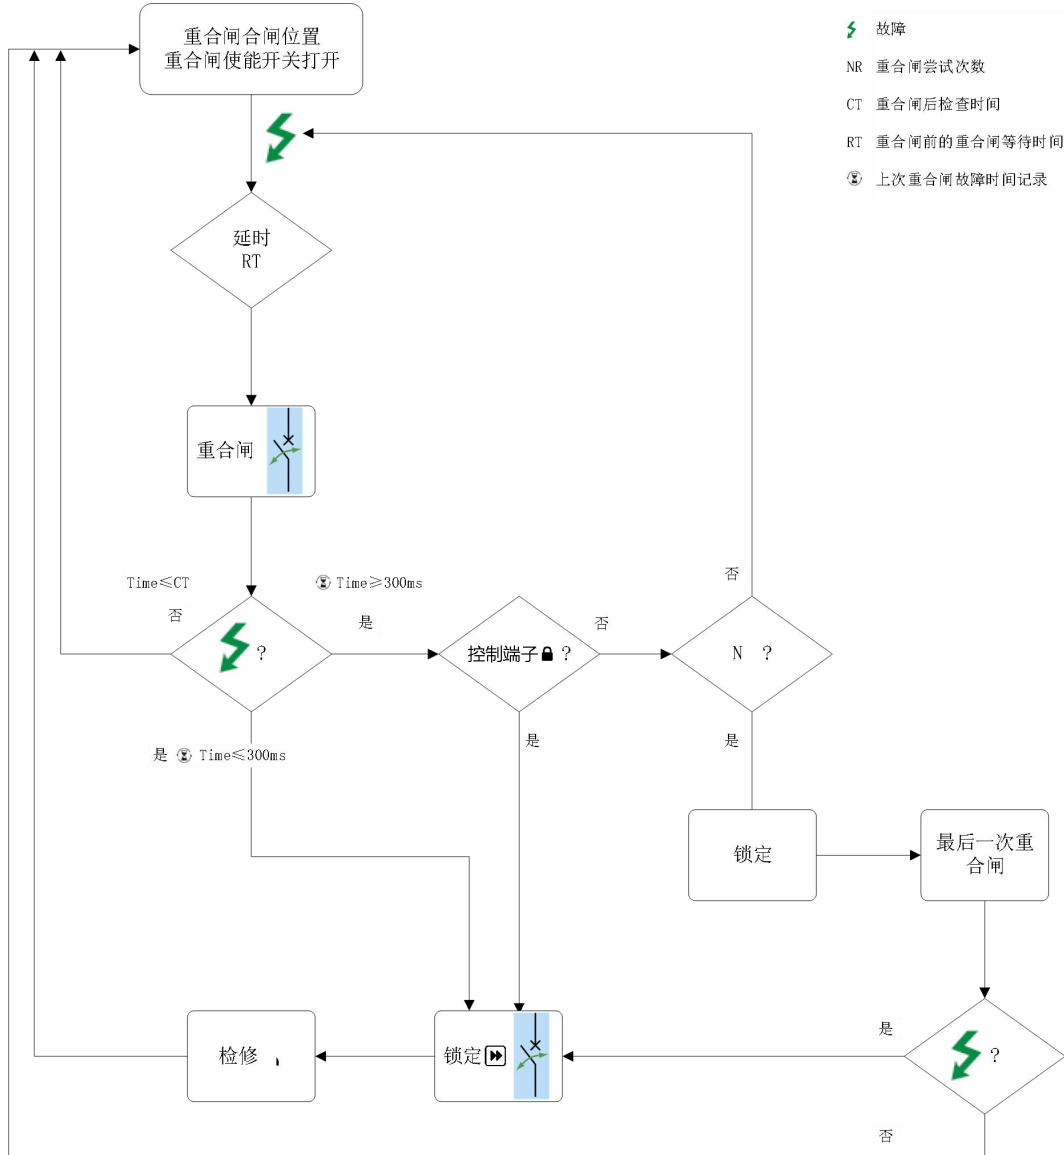 重合闸合闸位置
重合闸使能开关打开
故障
NR 重合闸尝试次数
CT 重合闸后检查时间
RT 重合闸前的重合闸等待时间
上次重合闸故障时间记录
延时
RT
重合闸
Time≤CT
否
Time≥300ms
是
?
控制端子 ?
否
否
N ?
是
是
是 Time≤300ms
锁定
最后一次重
合闸
是
?
否
锁定
检修 、